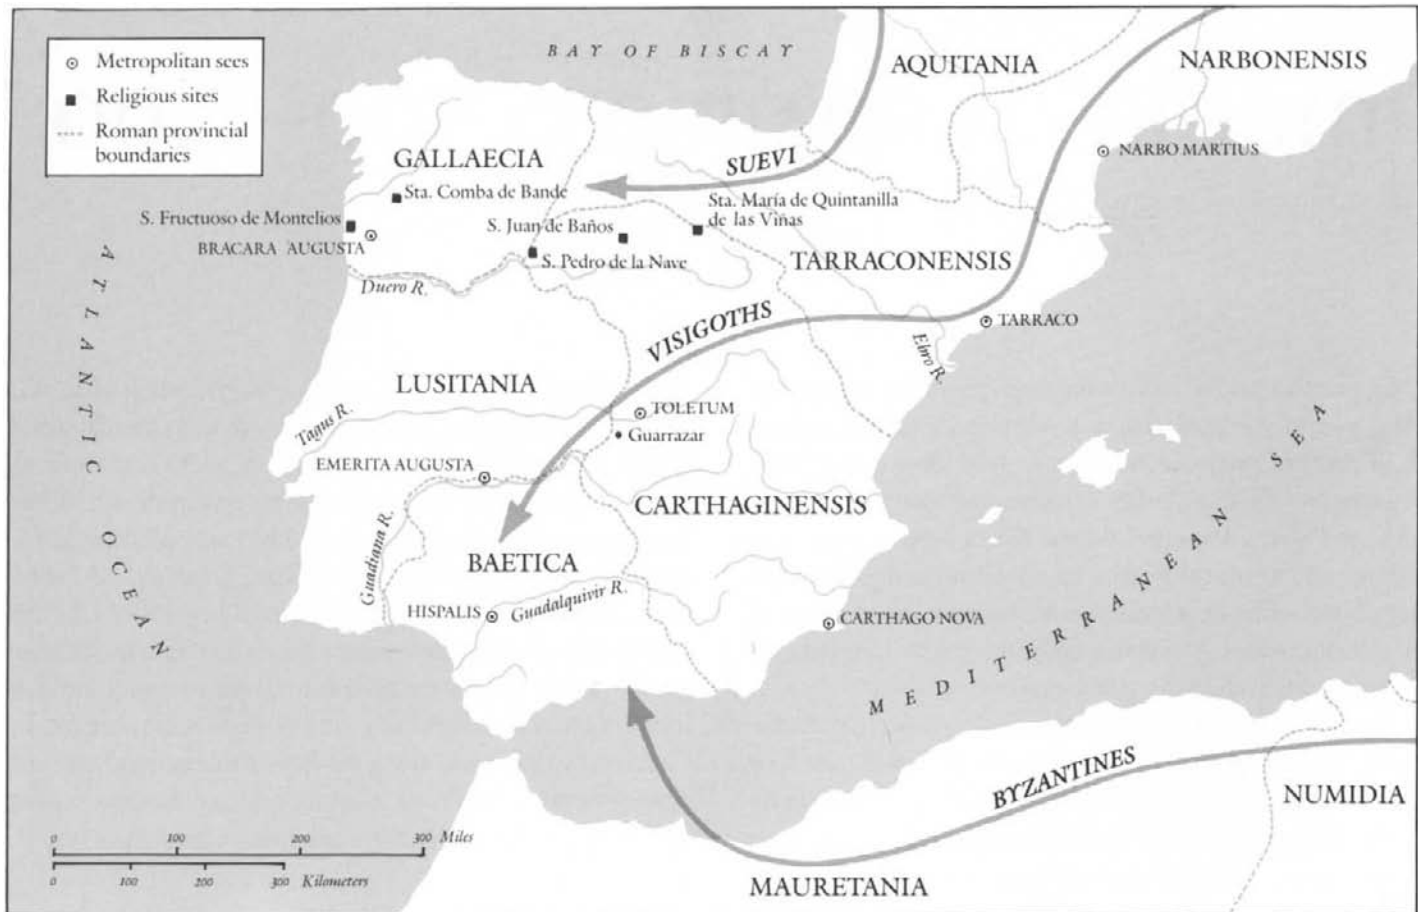 Metropolitan sees
Religious sites
Roman provincial
boundaries
BAY OF BISCAY
AQUITANIA
NARBONENSIS
NARBO MARTIUS
GALLAECIA
SUEVI
Sta. Comba de Bande
Sta. María de Quintanilla
de las Viñas
S. Fructuoso de Montelios
S. Juan de Baños
BRACARA AUGUSTA
S. Pedro de la Nave
TARRACONENSIS
Duero R.
ATLANTIC OCEAN
VISIGOTHS
TARRACO
Ebro R.
LUSITANIA
TOLETUM
Tagus R.
Guarrazar
EMERITA AUGUSTA
CARTHAGINENSIS
Guadiana R.
BAETICA
HISPALIS
Guadalquivir R.
CARTHAGO NOVA
MEDITERRANEAN SEA
BYZANTINES
NUMIDIA
MAURETANIA
0 100 200 300 Miles
0 100 200 300 Kilometers